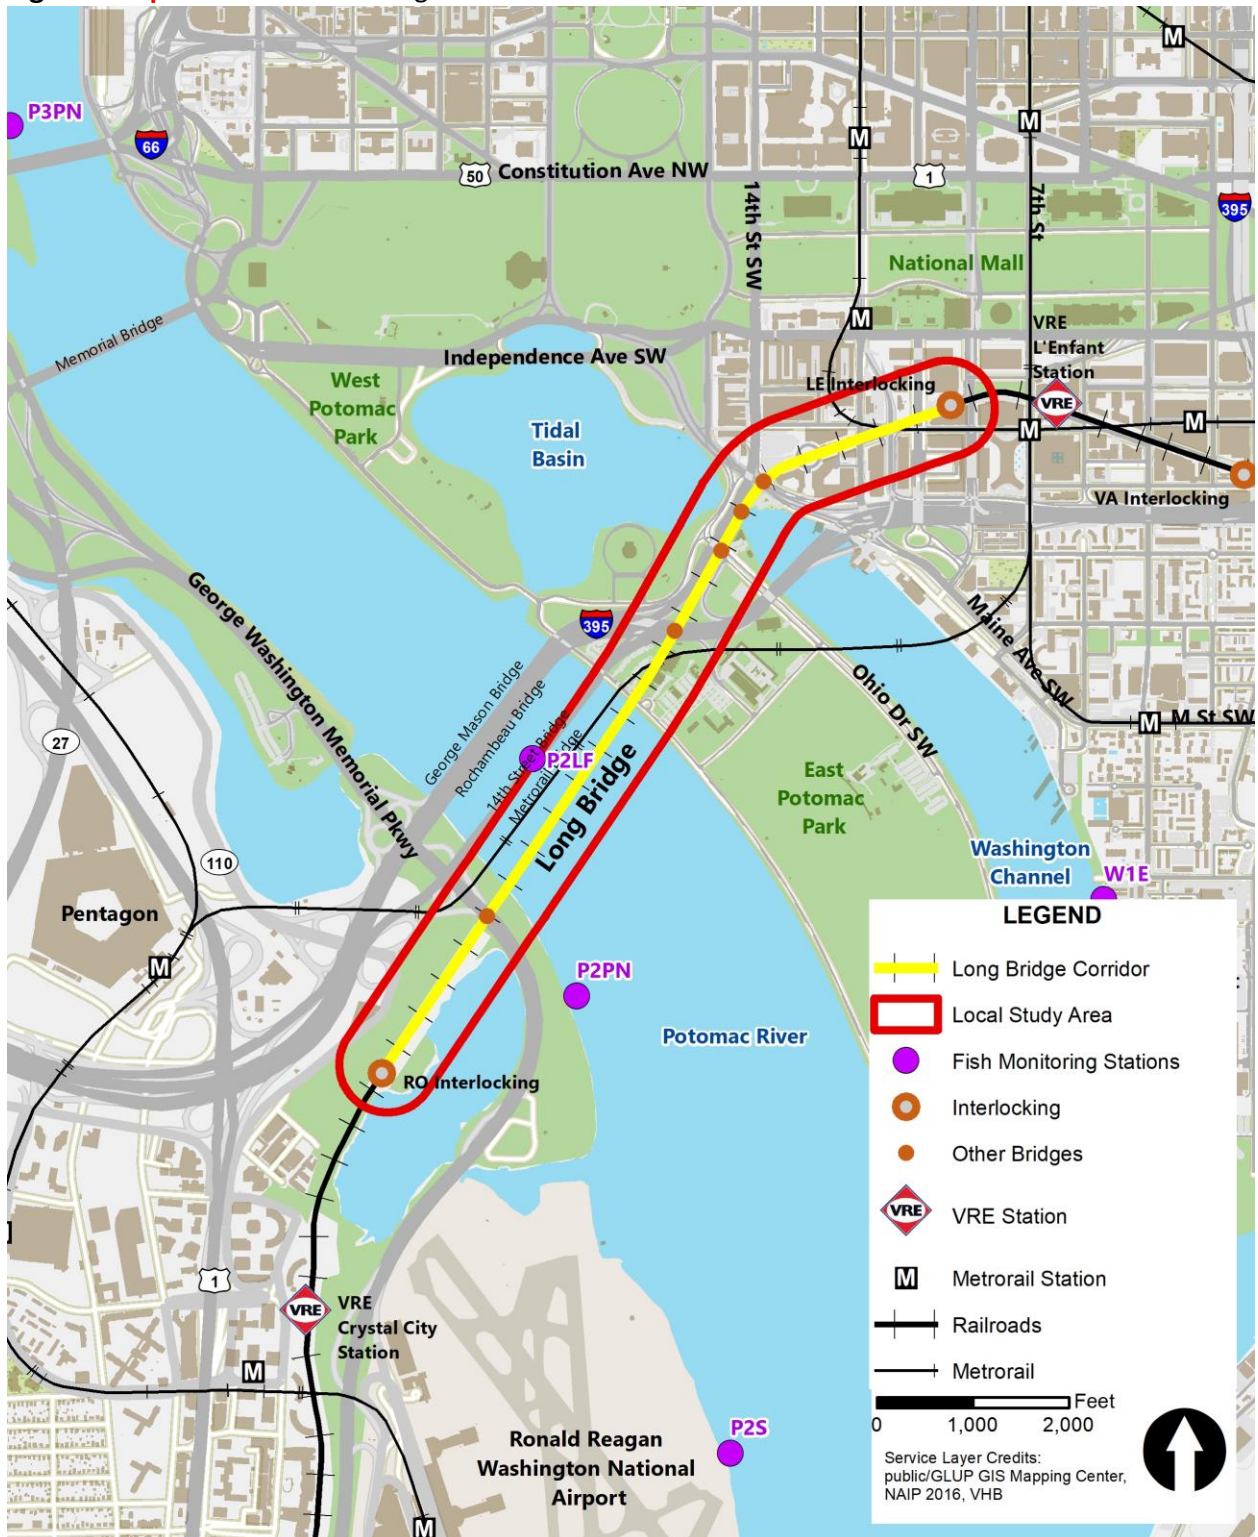 P3PN
66
50
Constitution Ave NW
1
395
M
M
M
14th St SW
7th St
National Mall
M
Memorial Bridge
VRE
L'Enfant
Station
Independence Ave SW
LE Interlocking
VRE
West
Potomac
Park
Tidal
Basin
M
M
VA Interlocking
George Washington Memorial Pkwy
395
Maine Ave SW
Ohio Dr SW
M
M St SW
27
George Mason Bridge
Rochambeau Bridge
14th Street Bridge
Metrorail Bridge
P2LF
Long Bridge
East
Potomac
Park
110
Washington
Channel
W1E
Pentagon
M
P2PN
Potomac River
RO Interlocking
1
VRE
VRE
Crystal City
Station
M
Ronald Reagan
Washington National
Airport
P2S
M
LEGEND
Long Bridge Corridor
Local Study Area
Fish Monitoring Stations
Interlocking
Other Bridges
VRE
VRE Station
M
Metrorail Station
Railroads
Metrorail
Feet
0 1,000 2,000
Service Layer Credits:
public/GLUP GIS Mapping Center,
NAIP 2016, VHB